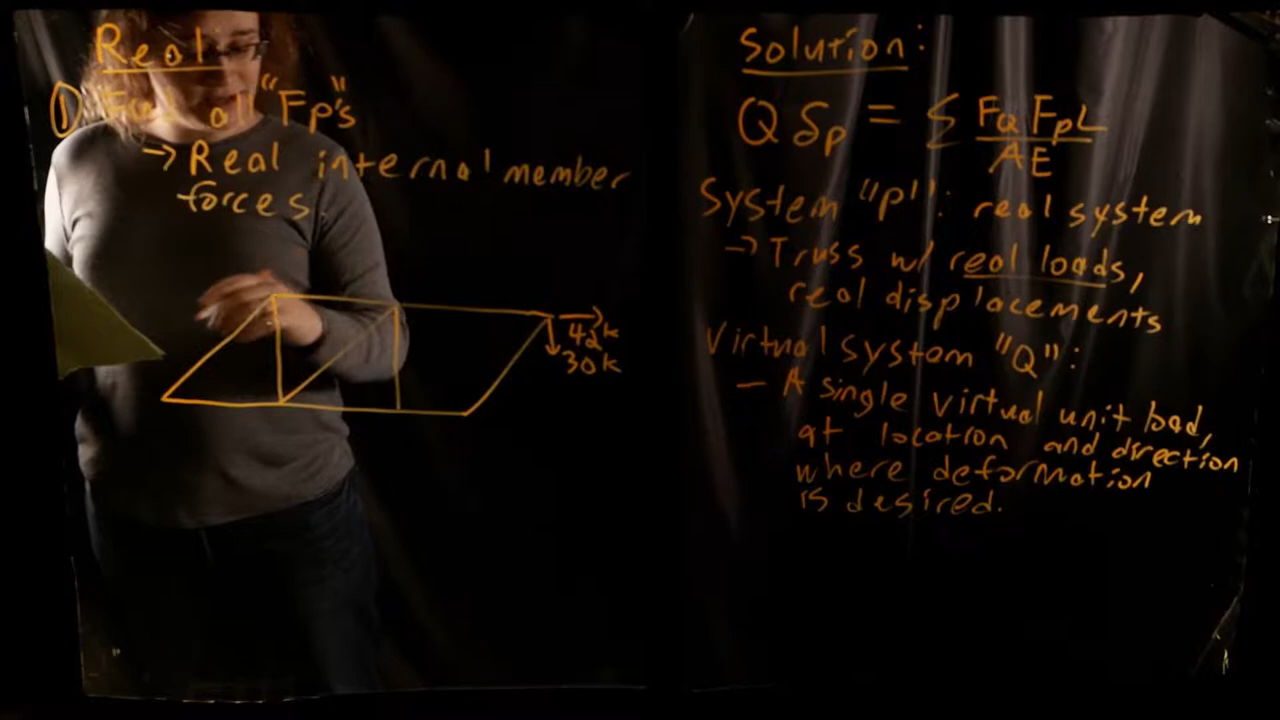 Real
① Find all "Fp's"
→ Real internal member
forces.
42k
30k
Solution:
Qδp = Σ FQ FpL / AE
System "P": real system
→ Truss w/ real loads,
real displacements
Virtual system "Q":
- A single virtual unit load,
at location and direction
where deformation
is desired.